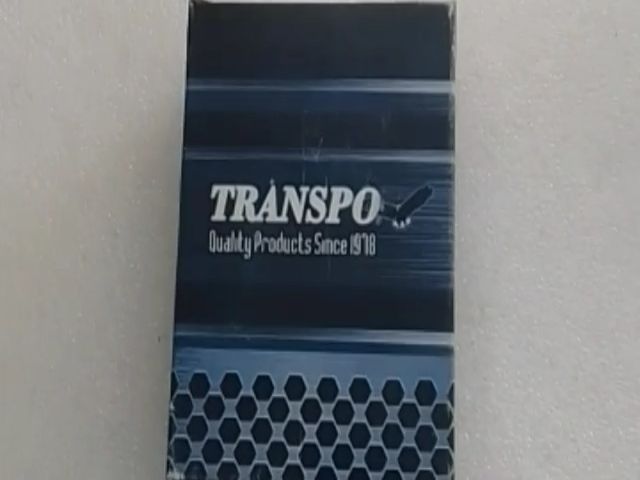 TRANSPO
Quality Products Since 1978